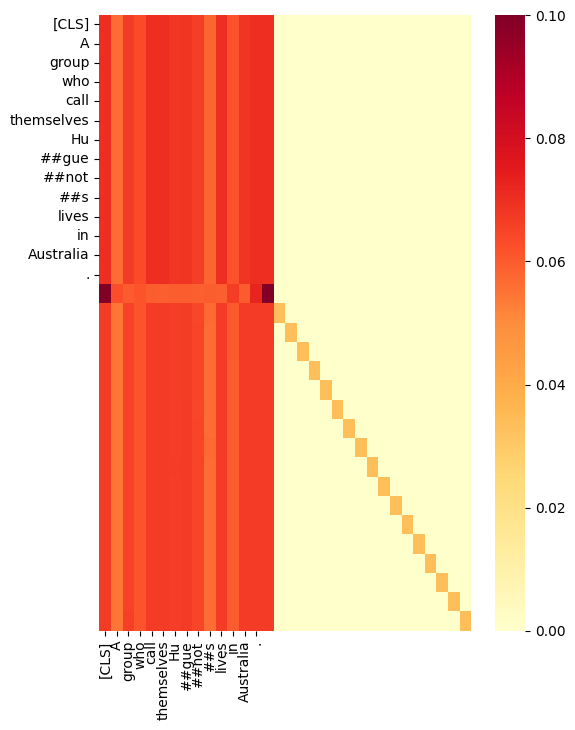 [CLS]
A
group
who
call
themselves
Hu
##gue
##not
##s
lives
in
Australia
.
0.10
0.08
0.06
0.04
0.02
0.00
[CLS]
A
group
who
call
themselves
Hu
##gue
##not
##s
lives
in
Australia
.